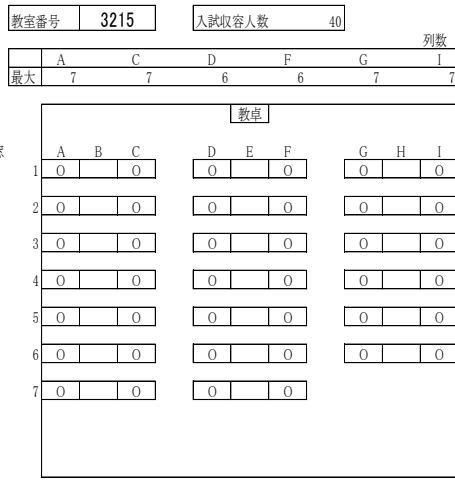 教室番号 3215 入試収容人数 40
列数
A C D F G I
最大 7 7 6 6 7 7
教卓
窓
A B C D E F G H I
1 O O O O O O
2 O O O O O O
3 O O O O O O
4 O O O O O O
5 O O O O O O
6 O O O O O O
7 O O O O